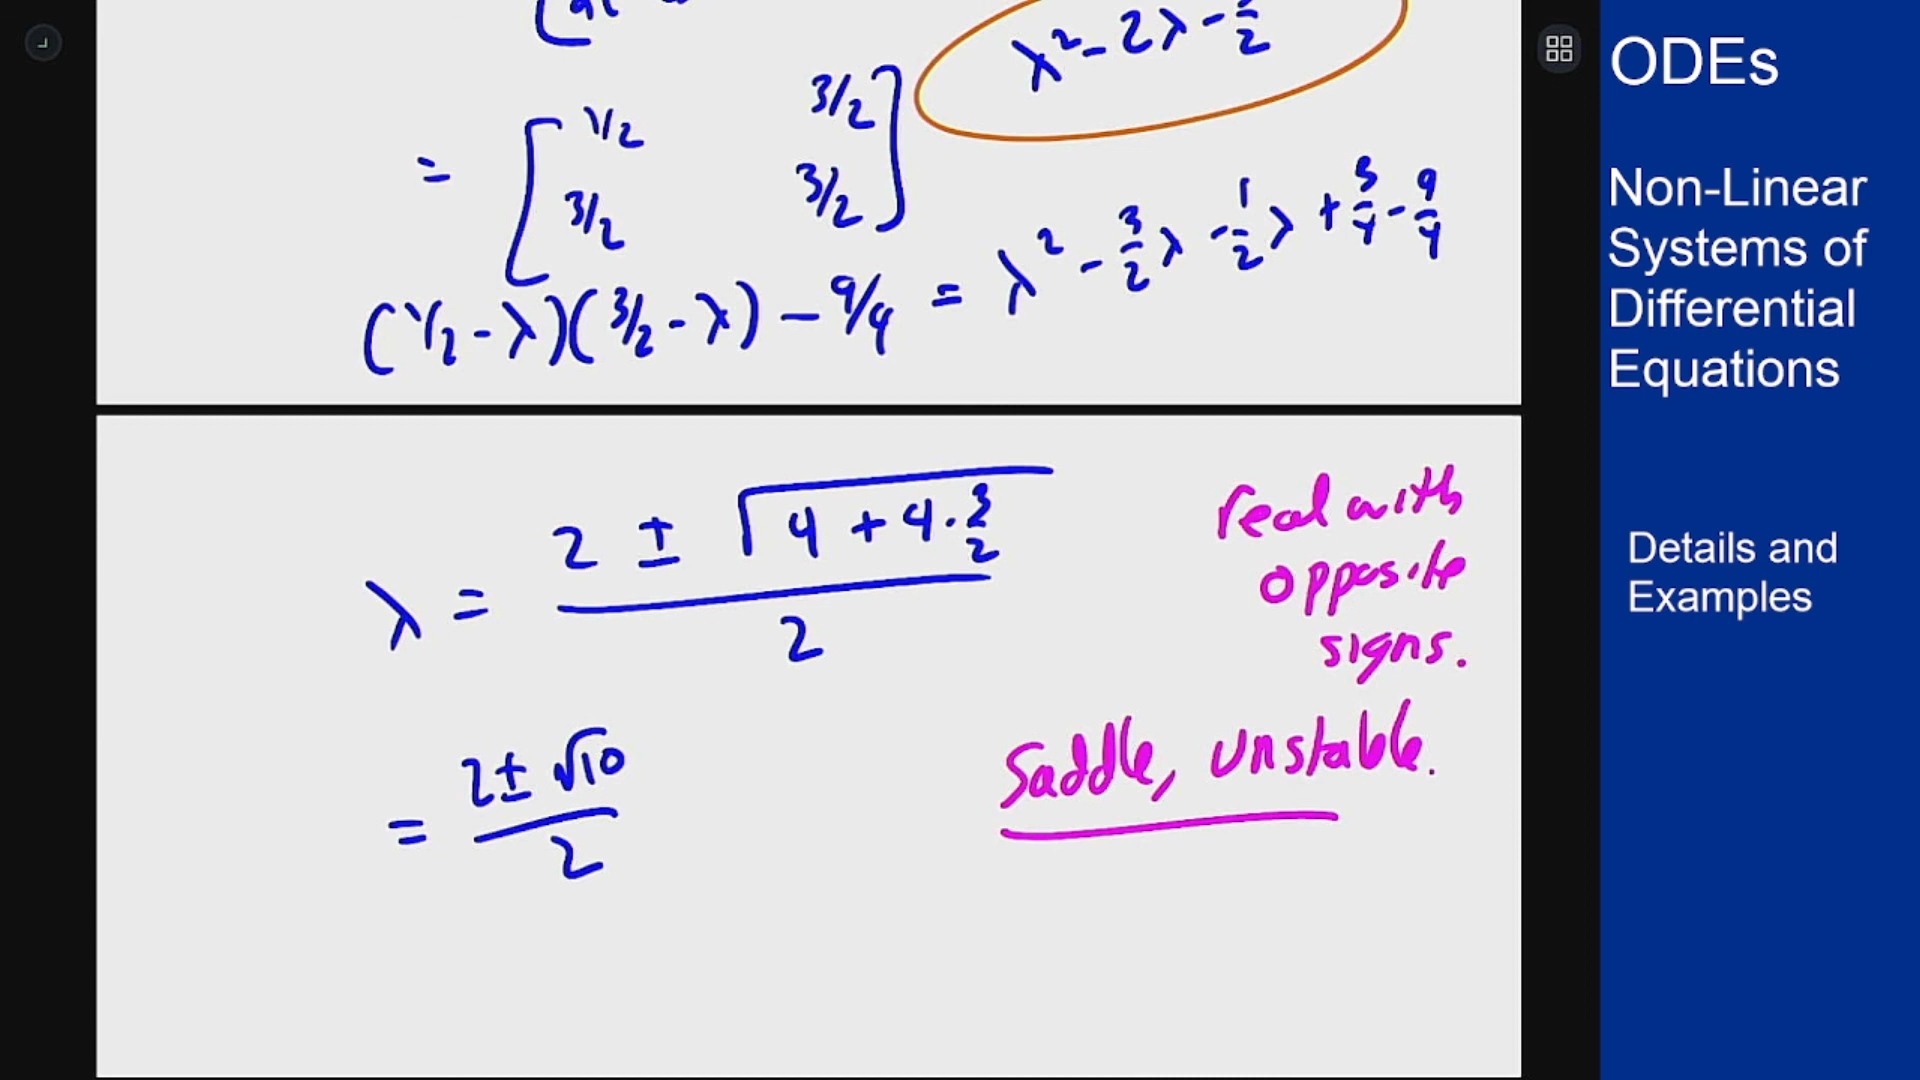 λ² - 2λ - 3/2
= [ 1/2 3/2
3/2 3/2 ]
(1/2 - λ)(3/2 - λ) - 9/4 = λ² - 3/2 λ - 1/2 λ + 3/4 - 9/4
λ = (2 ± √(4 + 4 · 3/2)) / 2
real with
opposite
signs.
= (2 ± √10) / 2
Saddle, unstable.
ODEs
Non-Linear
Systems of
Differential
Equations
Details and
Examples